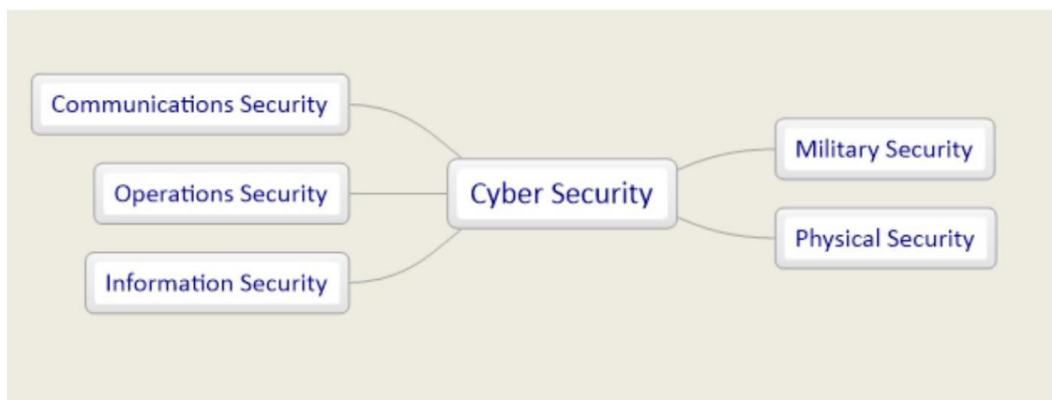 Communications Security
Operations Security
Information Security
Cyber Security
Military Security
Physical Security